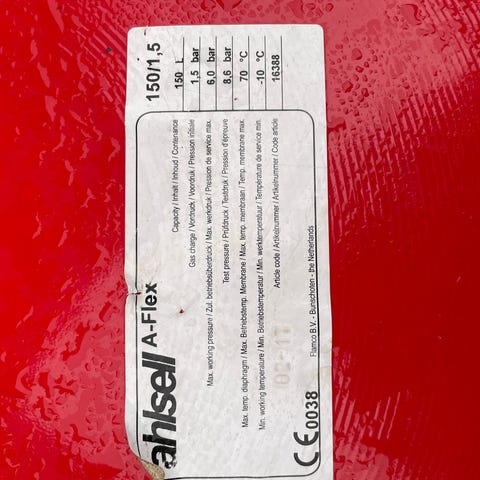 ahlsell A-Flex 150/1,5
Capacity / Inhalt / Inhoud / Contenance 150 L
Gas charge / Vordruck / Voordruk / Pression initiale 1,5 bar
Max. working pressure / Zul. betriebsüberdruck / Max. werkdruk / Pression de service max. 6,0 bar
Test pressure / Prüfdruck / Testdruk / Pression d'épreuve 8,6 bar
Max. temp. diaphragm / Max. Betriebstemp. Membrane / Max. temp. membraan / Temp. membrane max. 70 °C
Min. working temperature / Min. Betriebstemperatur / Min. werktemperatuur / Température de service min. -10 °C
Article code / Artikelnummer / Artikelnummer / Code article 16388
CE0038
Flamco B.V. - Bunschoten - the Netherlands